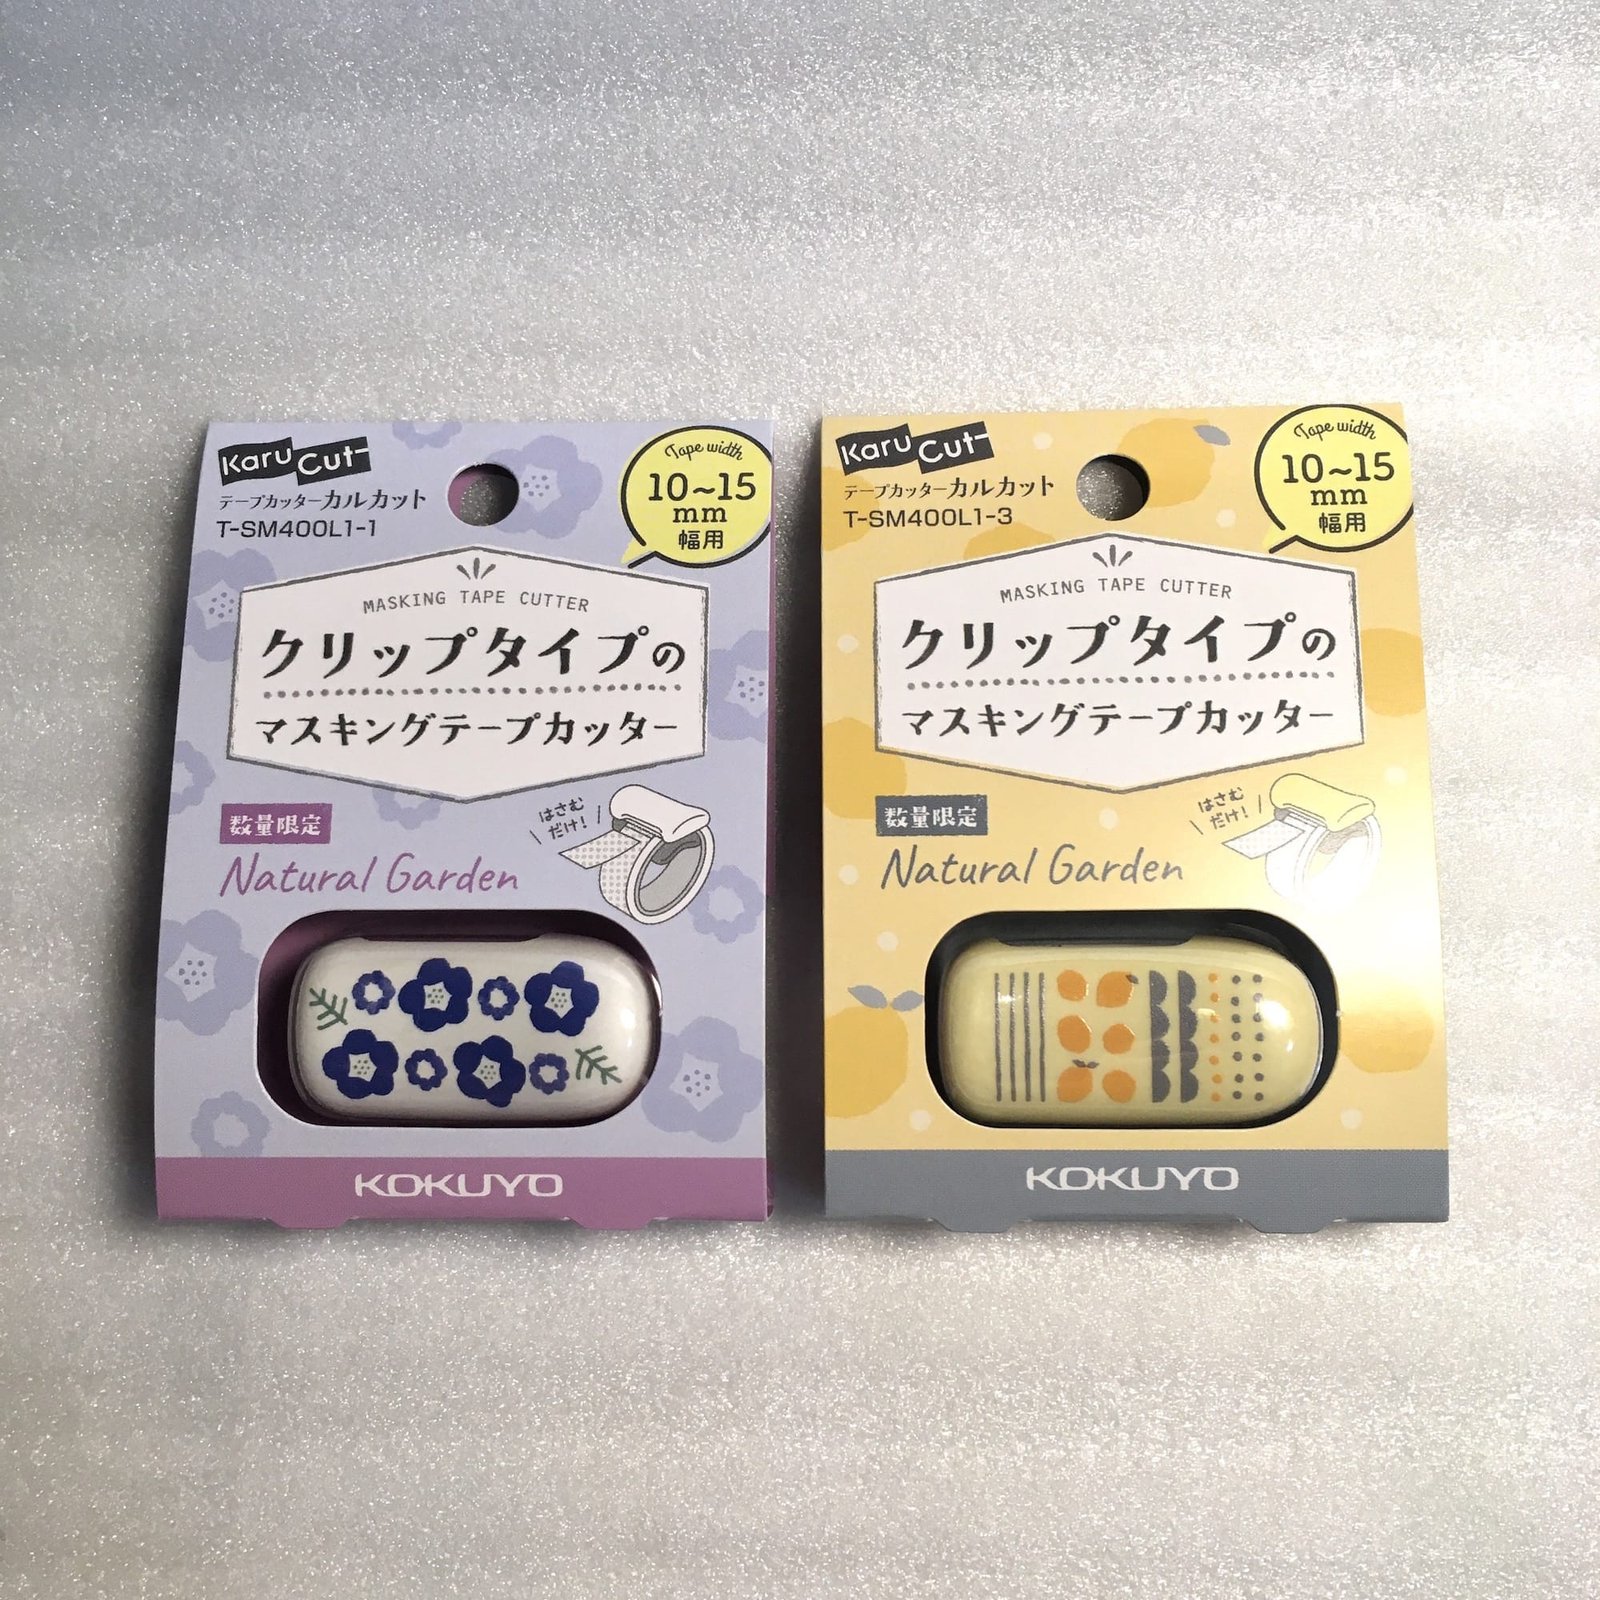 Karu Cut
テープカッターカルカット
T-SM400L1-1
Tape width
10~15
mm
幅用
MASKING TAPE CUTTER
クリップタイプの
マスキングテープカッター
数量限定
はさむ
だけ!
Natural Garden
KOKUYO
Karu Cut
テープカッターカルカット
T-SM400L1-3
Tape width
10~15
mm
幅用
MASKING TAPE CUTTER
クリップタイプの
マスキングテープカッター
数量限定
はさむ
だけ!
Natural Garden
KOKUYO